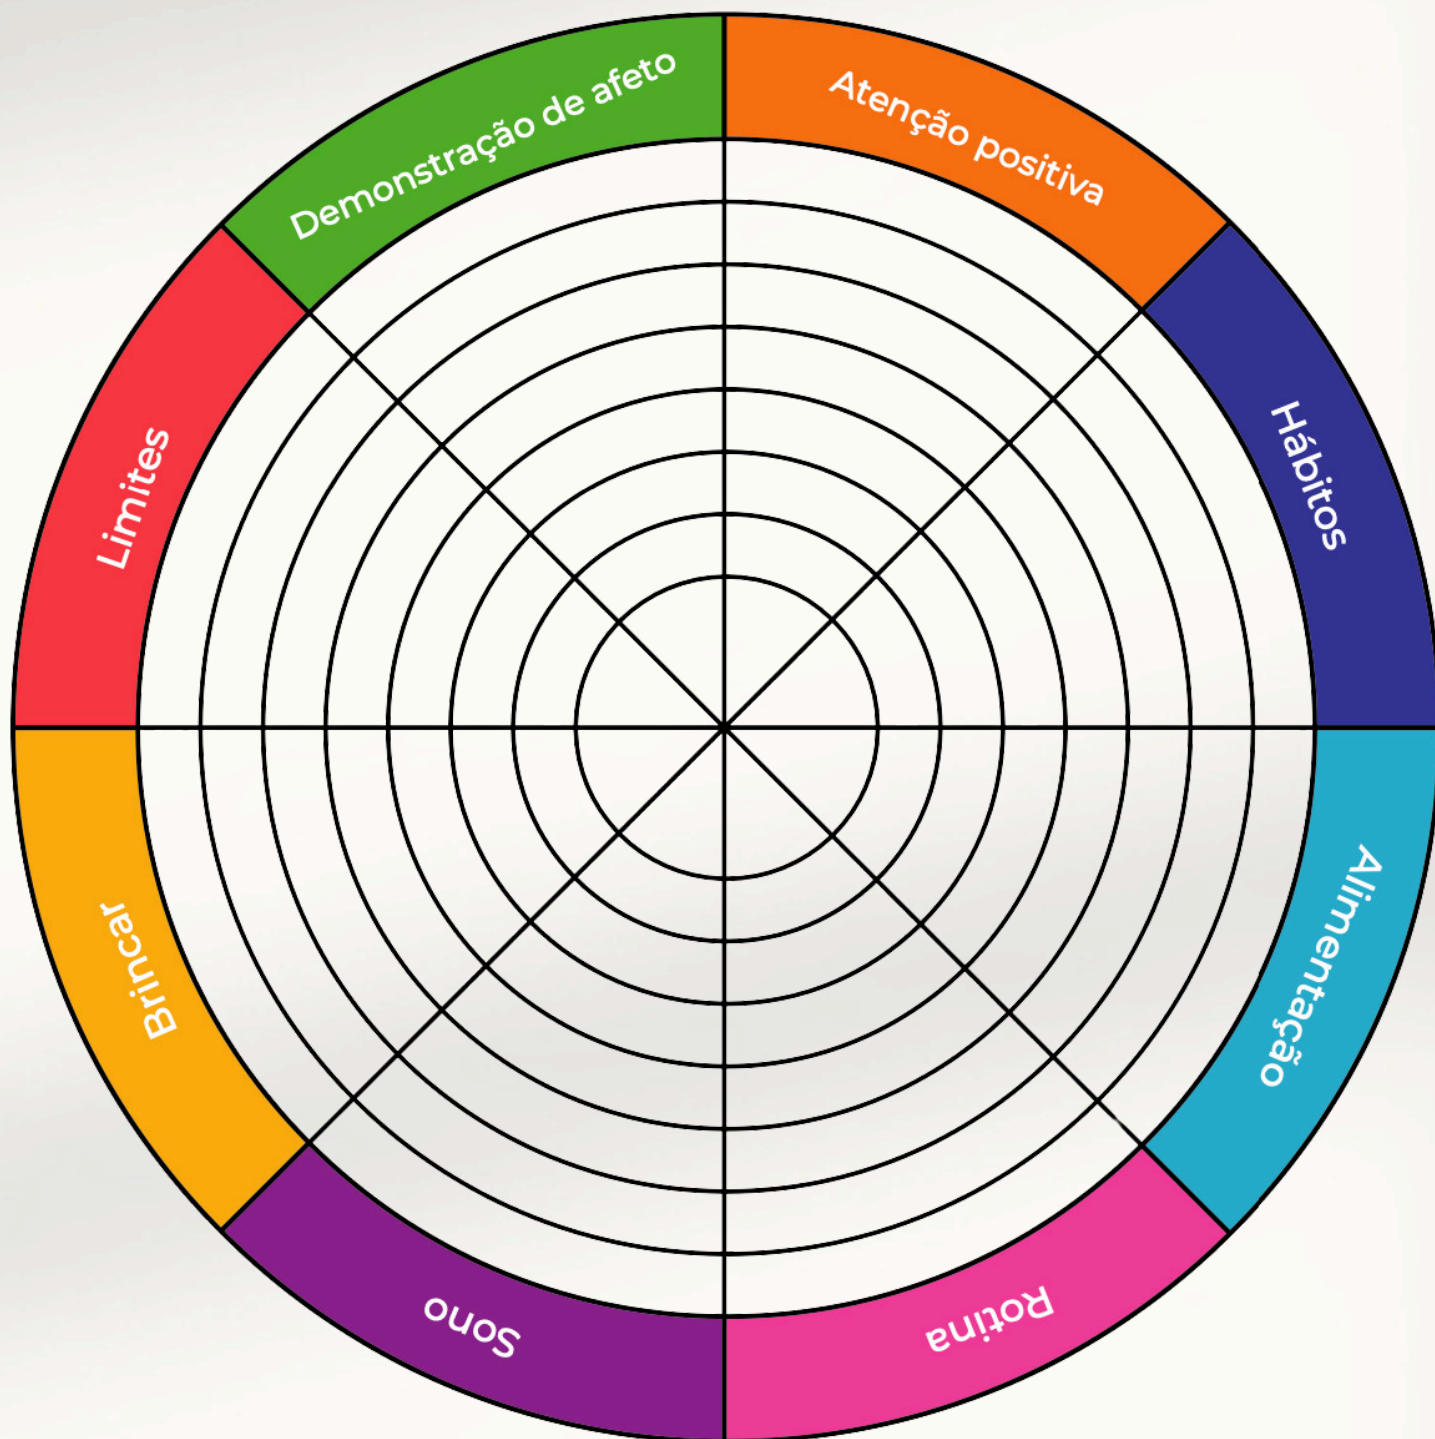 Demonstração de afeto
Atenção positiva
Hábitos
Alimentação
Rotina
Sono
Brincar
Limites